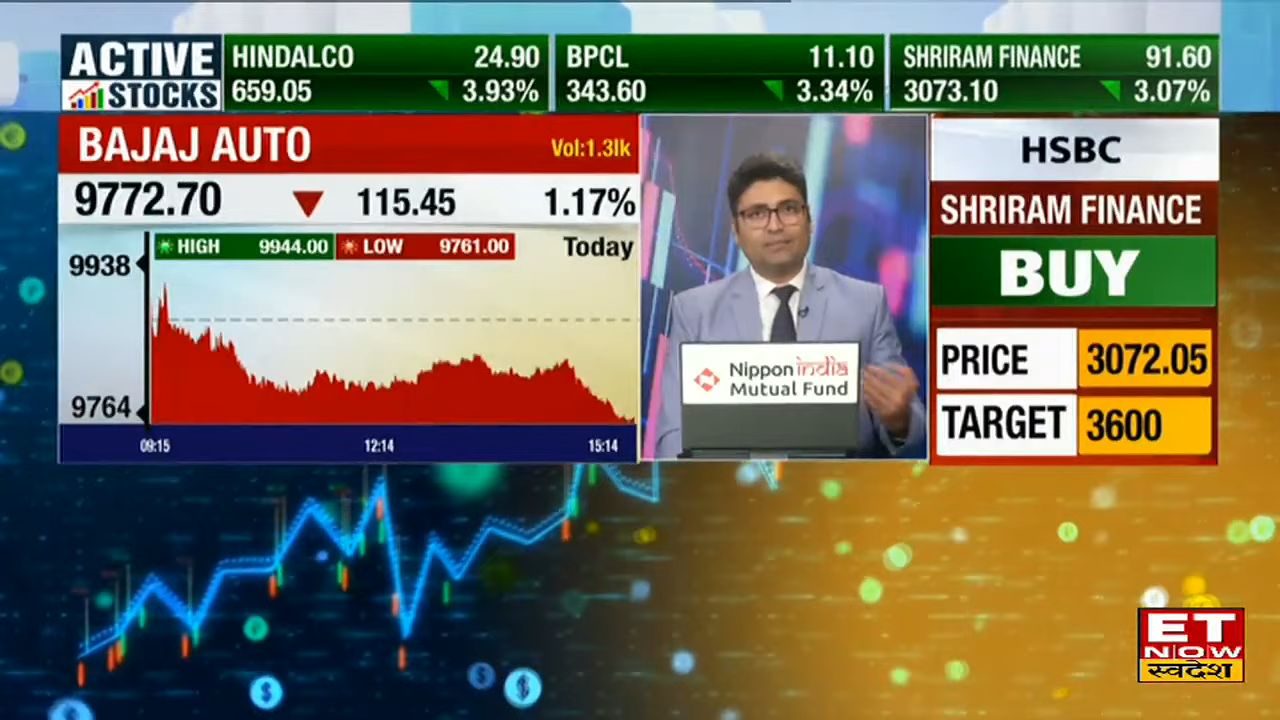 ACTIVE STOCKS
HINDALCO 24.90
659.05 3.93%
BPCL 11.10
343.60 3.34%
SHRIRAM FINANCE 91.60
3073.10 3.07%
BAJAJ AUTO Vol:1.3lk
9772.70 115.45 1.17%
HIGH 9944.00 LOW 9761.00 Today
9938
9764
09:15 12:14 15:14
Nippon india
Mutual Fund
HSBC
SHRIRAM FINANCE
BUY
PRICE 3072.05
TARGET 3600
ET
NOW
स्वदेश